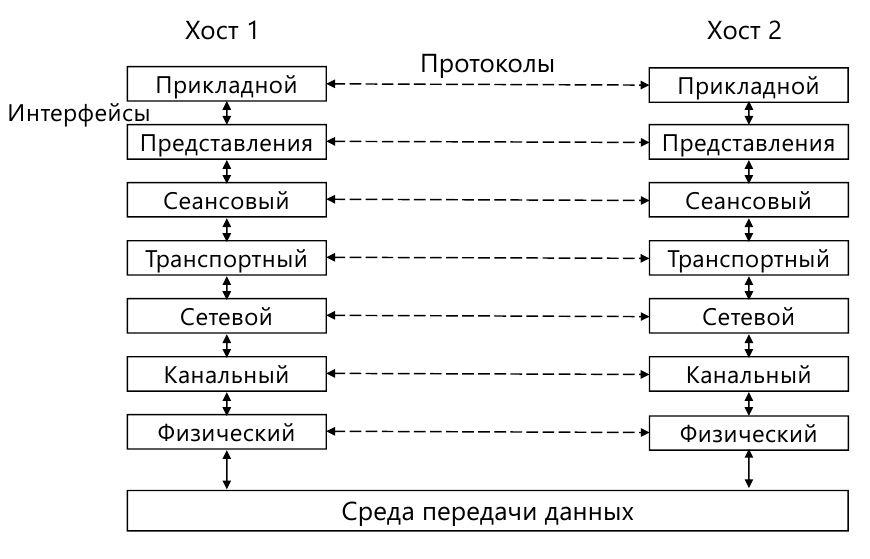 Хост 1
Хост 2
Протоколы
Прикладной
Прикладной
Интерфейсы
Представления
Представления
Сеансовый
Сеансовый
Транспортный
Транспортный
Сетевой
Сетевой
Канальный
Канальный
Физический
Физический
Среда передачи данных